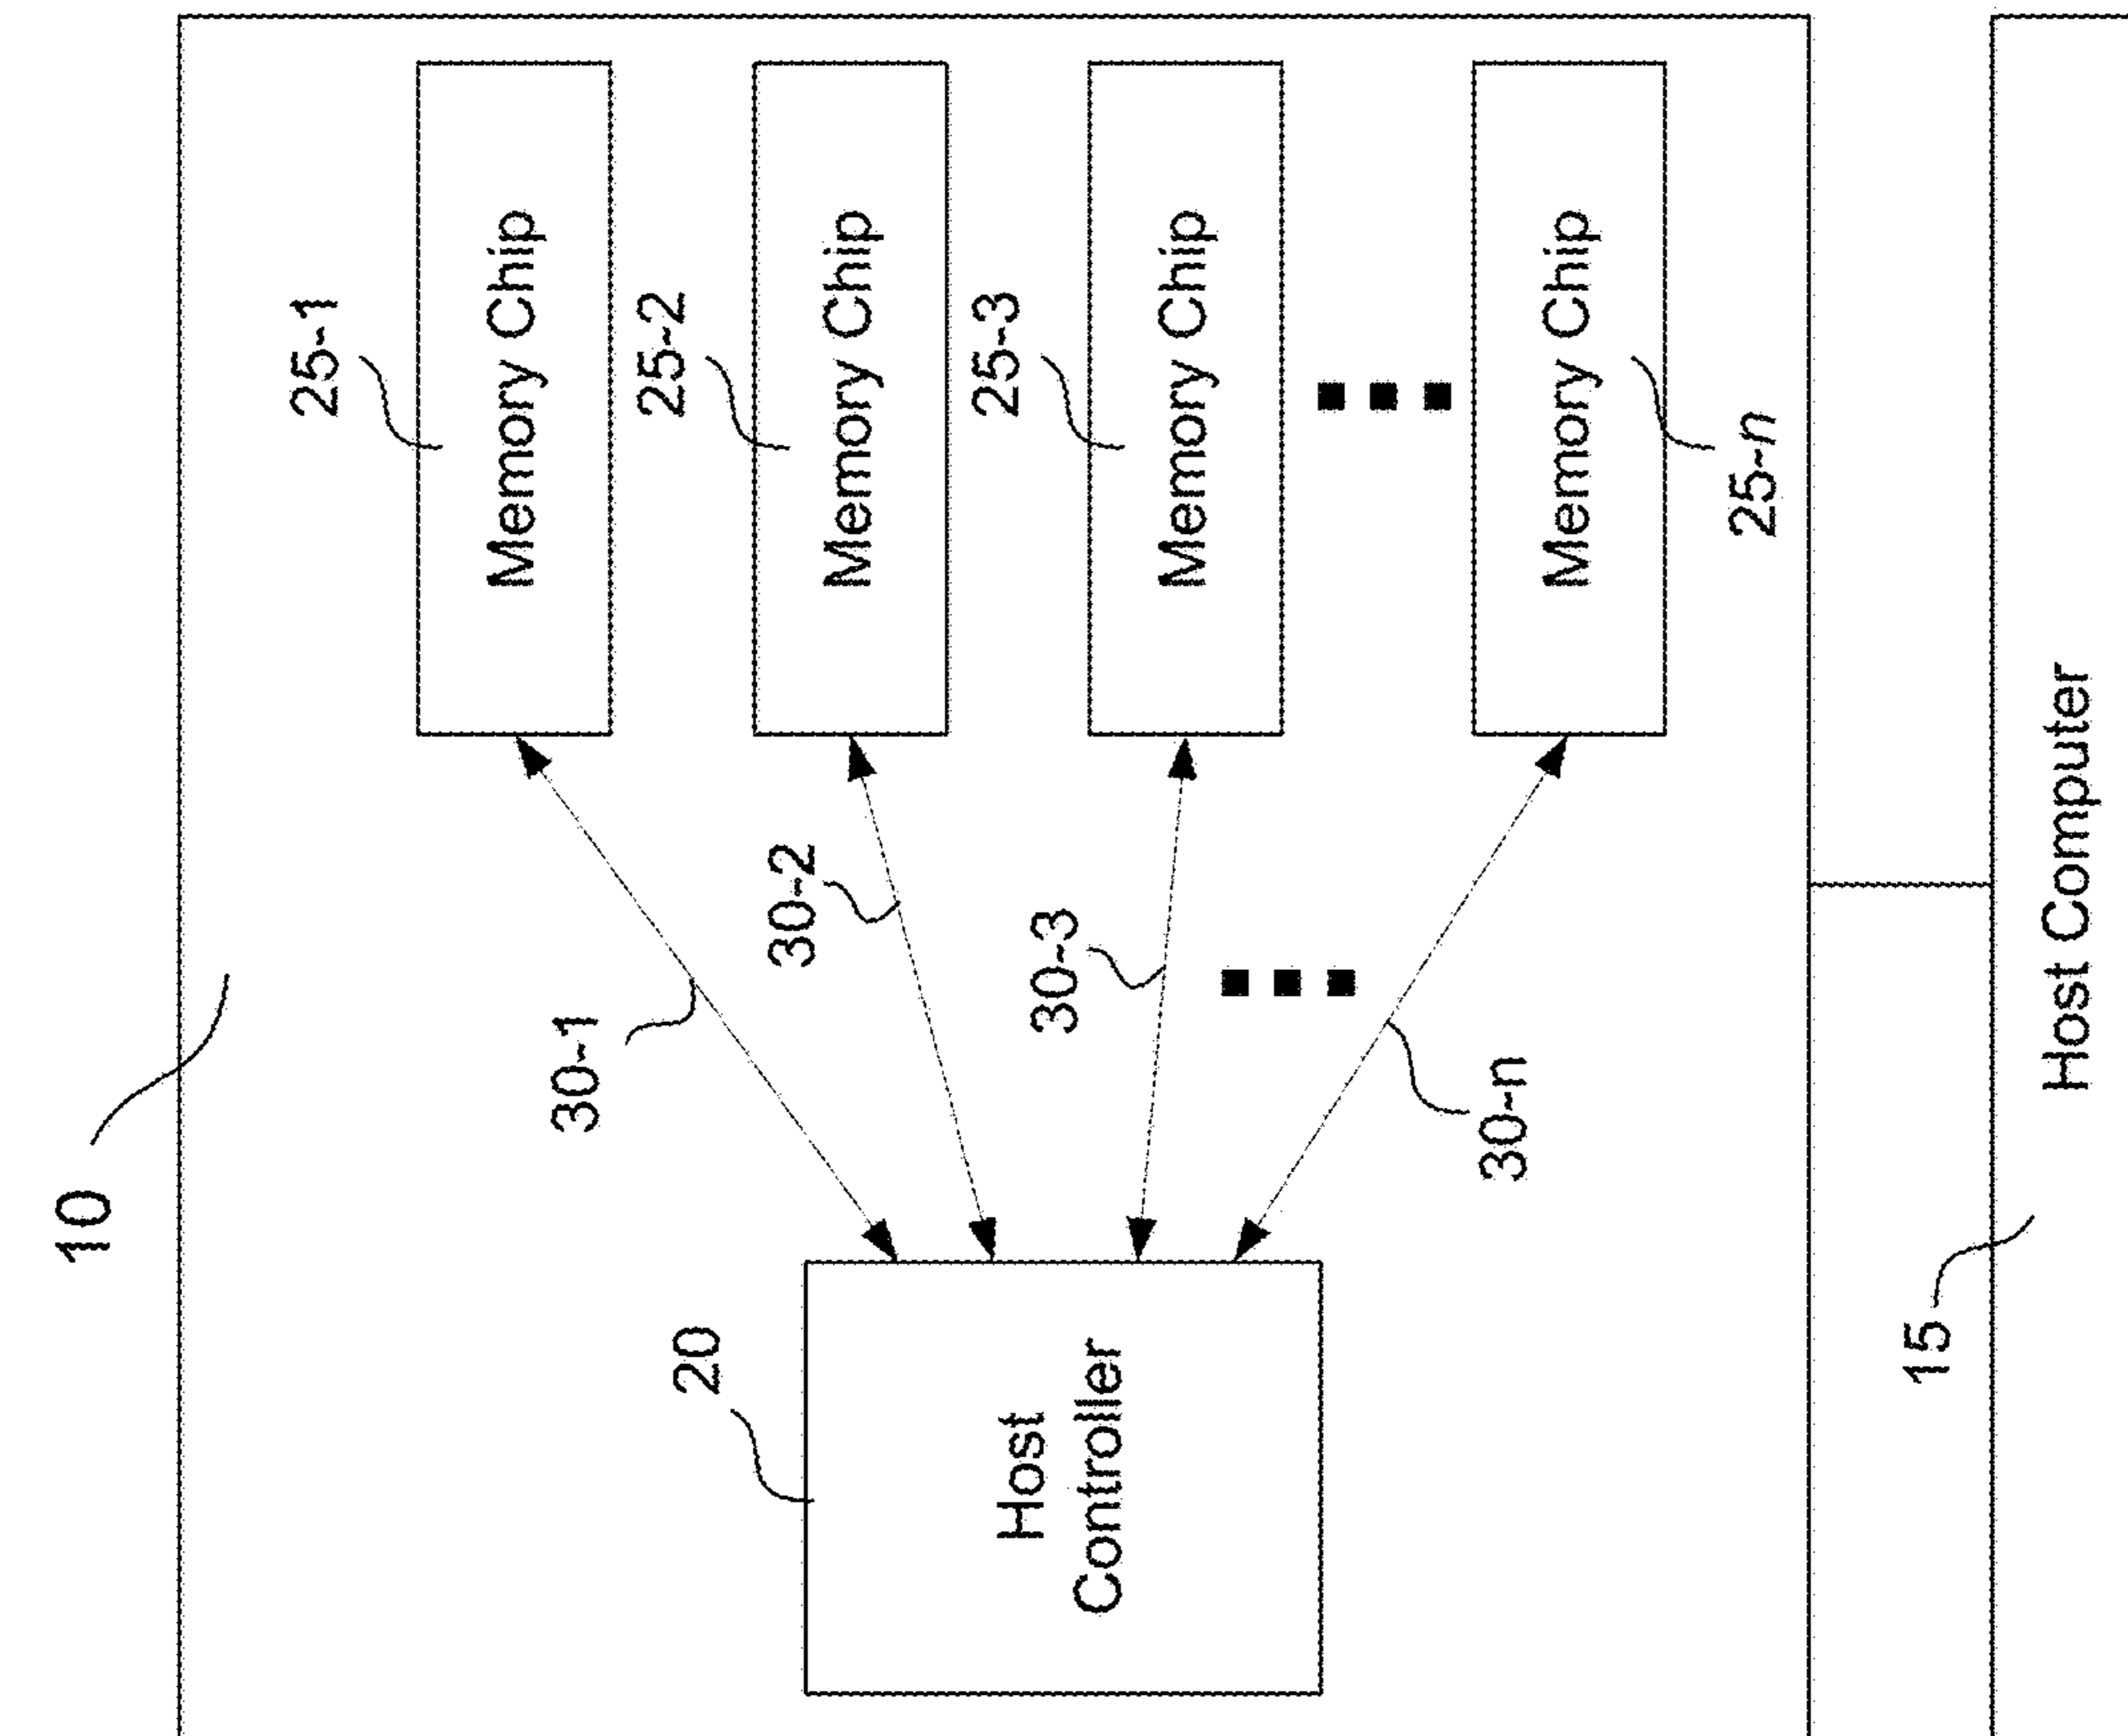 10
25-1
Memory Chip
25-2
Memory Chip
25-3
Memory Chip
Memory Chip
25-n
30-1
30-2
30-3
30-n
20
Host
Controller
15
Host Computer